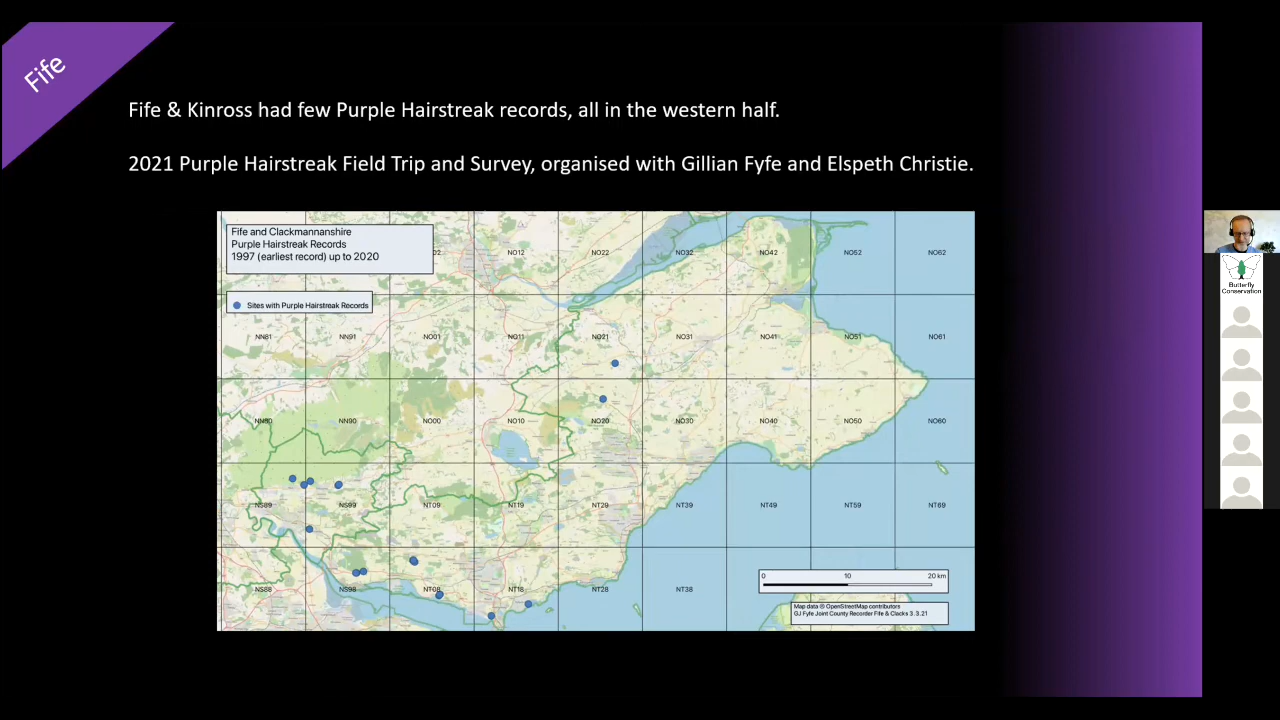 Fife
Fife & Kinross had few Purple Hairstreak records, all in the western half.
2021 Purple Hairstreak Field Trip and Survey, organised with Gillian Fyfe and Elspeth Christie.
Fife and Clackmannanshire
Purple Hairstreak Records
1997 (earliest record) up to 2020
02 NO12 NO22 NO32 NO42 NO52 NO62
Sites with Purple Hairstreak Records
NN81 NN91 NO01 NO11 NO21 NO31 NO41 NO51 NO61
NN80 NN90 NO00 NO10 NO20 NO30 NO40 NO50 NO60
NS89 NS99 NT09 NT19 NT29 NT39 NT49 NT59 NT69
NS88 NS98 NT08 NT18 NT28 NT38
0 10 20 km
Map data © OpenStreetMap contributors
GJ Fyfe Joint County Recorder Fife & Clacks 3.3.21
Butterfly
Conservation